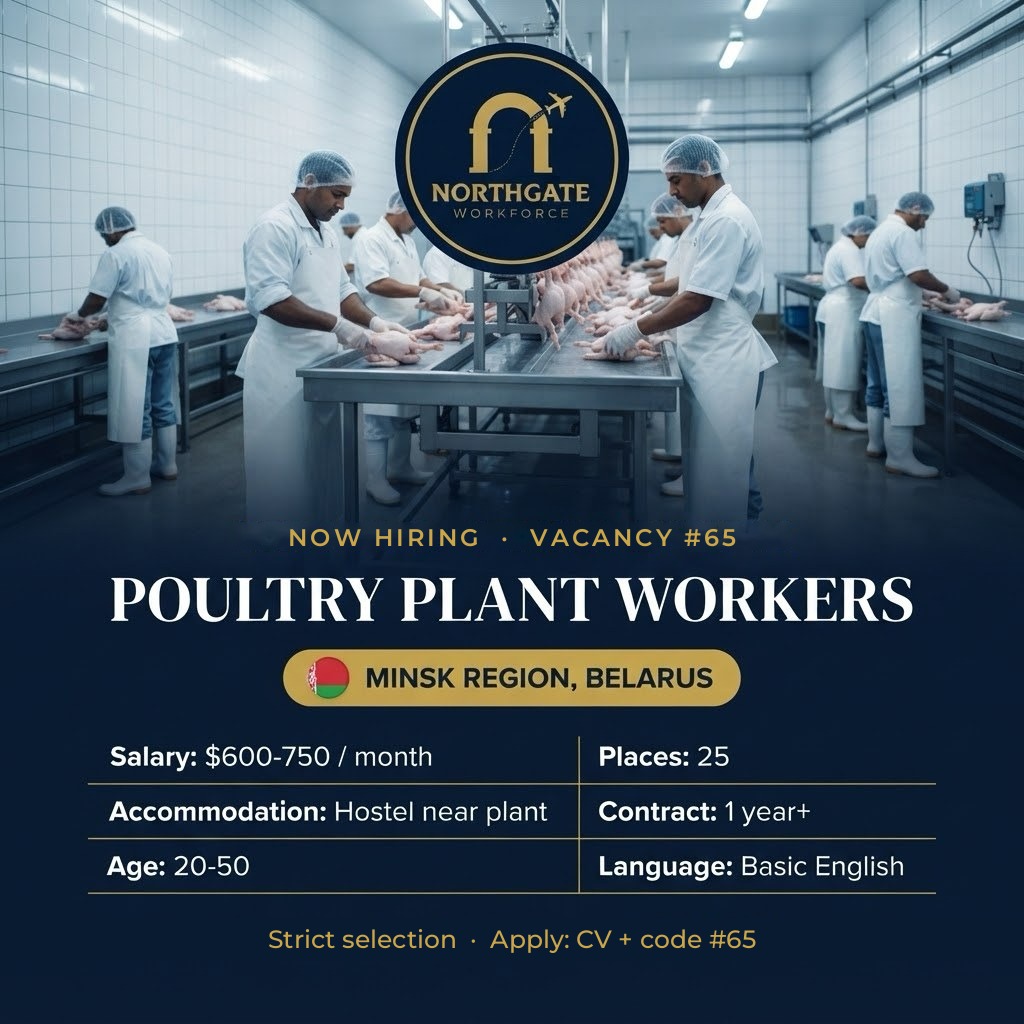 NORTHGATE
WORKFORCE
NOW HIRING · VACANCY #65
POULTRY PLANT WORKERS
MINSK REGION, BELARUS
Salary: $600-750 / month
Places: 25
Accommodation: Hostel near plant
Contract: 1 year+
Age: 20-50
Language: Basic English
Strict selection · Apply: CV + code #65